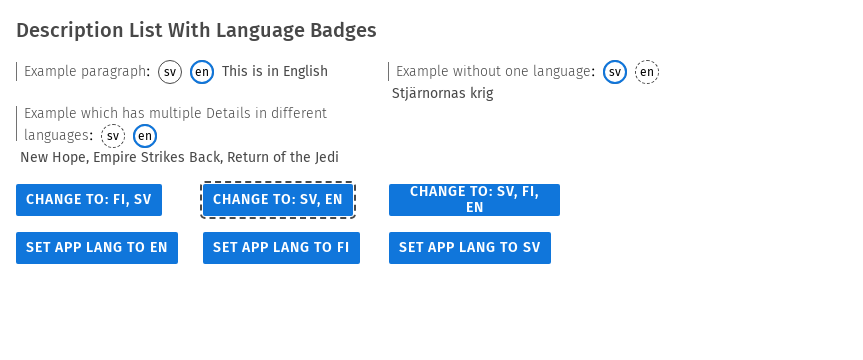 Description List With Language Badges
Example paragraph: sv en This is in English
Example without one language: sv en
Stjärnornas krig
Example which has multiple Details in different
languages: sv en
New Hope, Empire Strikes Back, Return of the Jedi
CHANGE TO: FI, SV
CHANGE TO: SV, EN
CHANGE TO: SV, FI,
EN
SET APP LANG TO EN
SET APP LANG TO FI
SET APP LANG TO SV